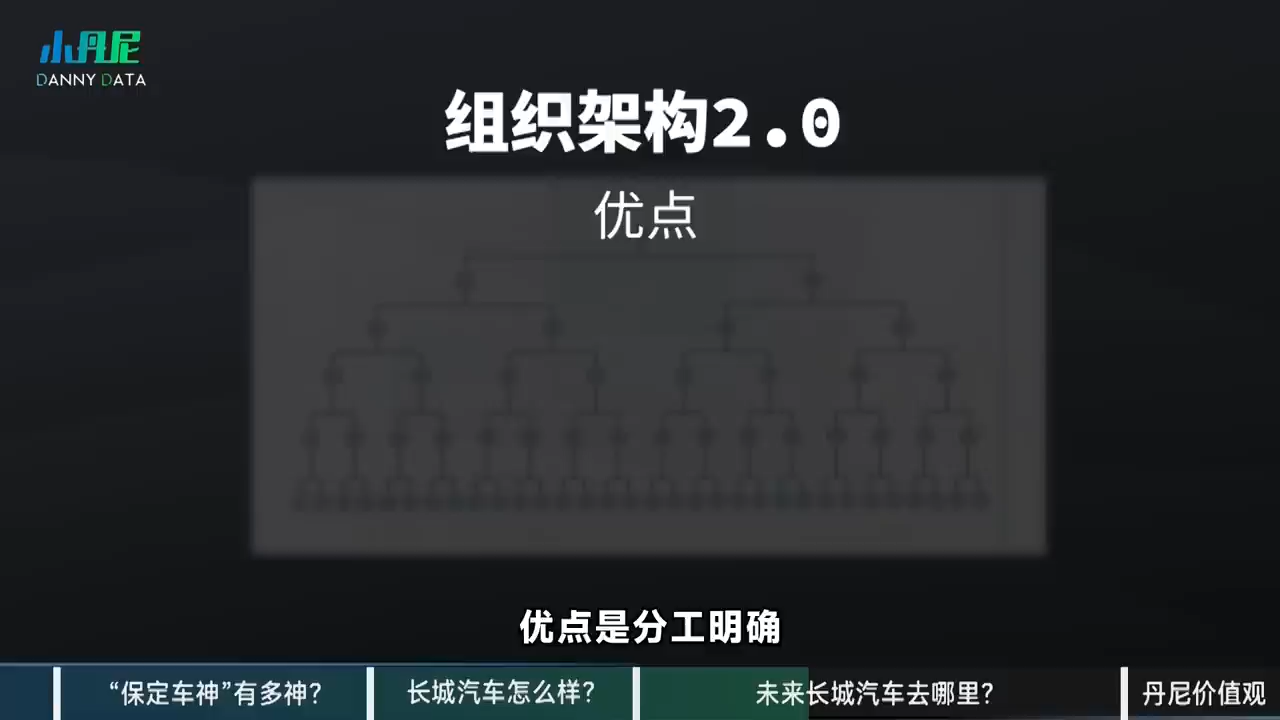 小丹尼
DANNY DATA
组织架构2.0
优点
优点是分工明确
“保定车神”有多神？
长城汽车怎么样？
未来长城汽车去哪里？
丹尼价值观